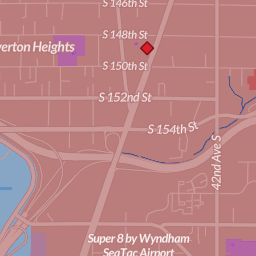 S 146th St
S 148th St
verton Heights
S 150th St
S 152nd St
S 154th St
42nd Ave S
Super 8 by Wyndham
SeaTac Airport